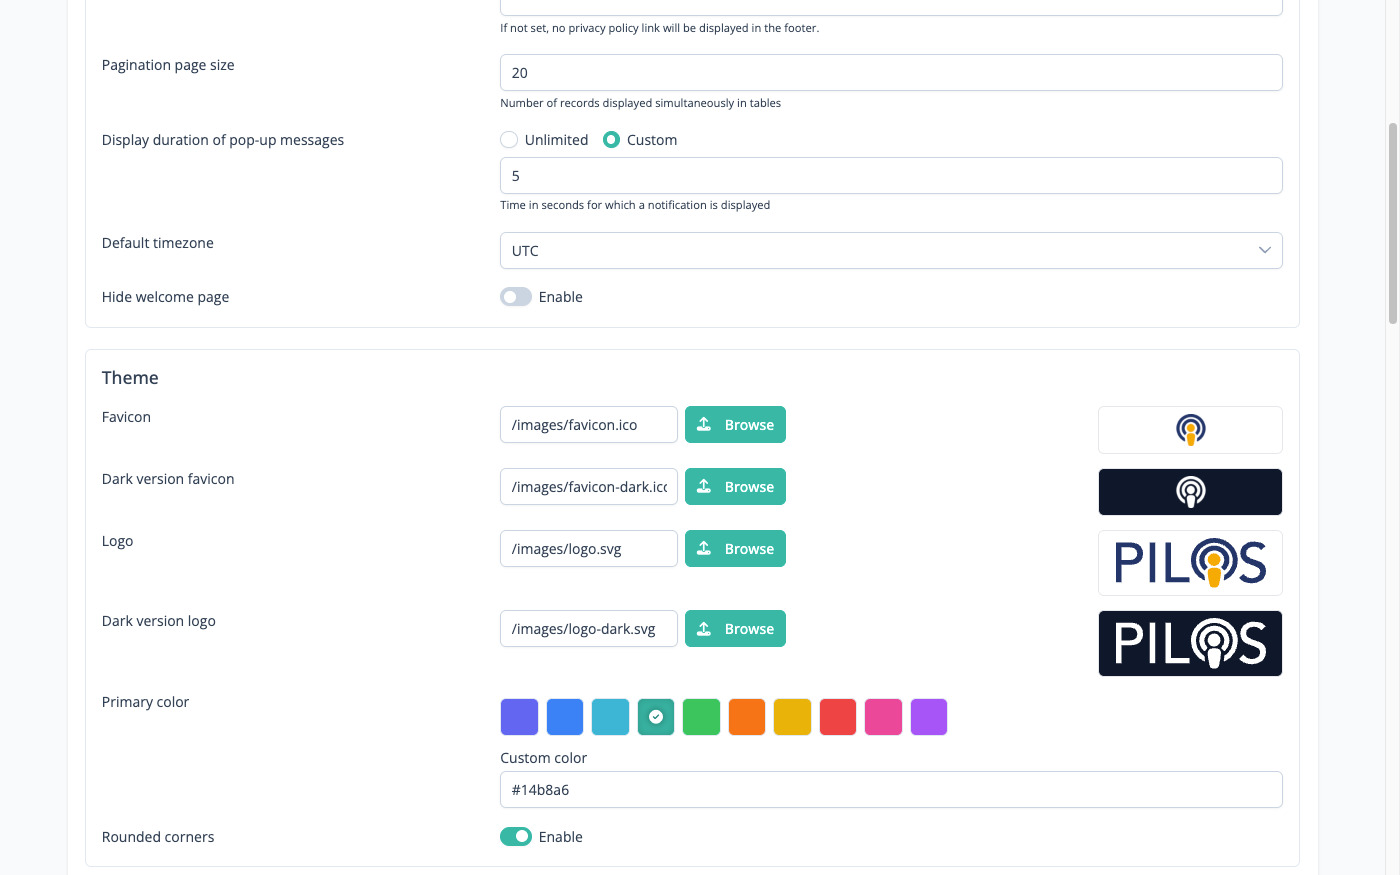 If not set, no privacy policy link will be displayed in the footer.
Pagination page size
20
Number of records displayed simultaneously in tables
Display duration of pop-up messages
Unlimited
Custom
5
Time in seconds for which a notification is displayed
Default timezone
UTC
Hide welcome page
Enable
Theme
Favicon
/images/favicon.ico
Browse
Dark version favicon
/images/favicon-dark.ico
Browse
Logo
/images/logo.svg
Browse
PILOS
Dark version logo
/images/logo-dark.svg
Browse
PILOS
Primary color
Custom color
#14b8a6
Rounded corners
Enable